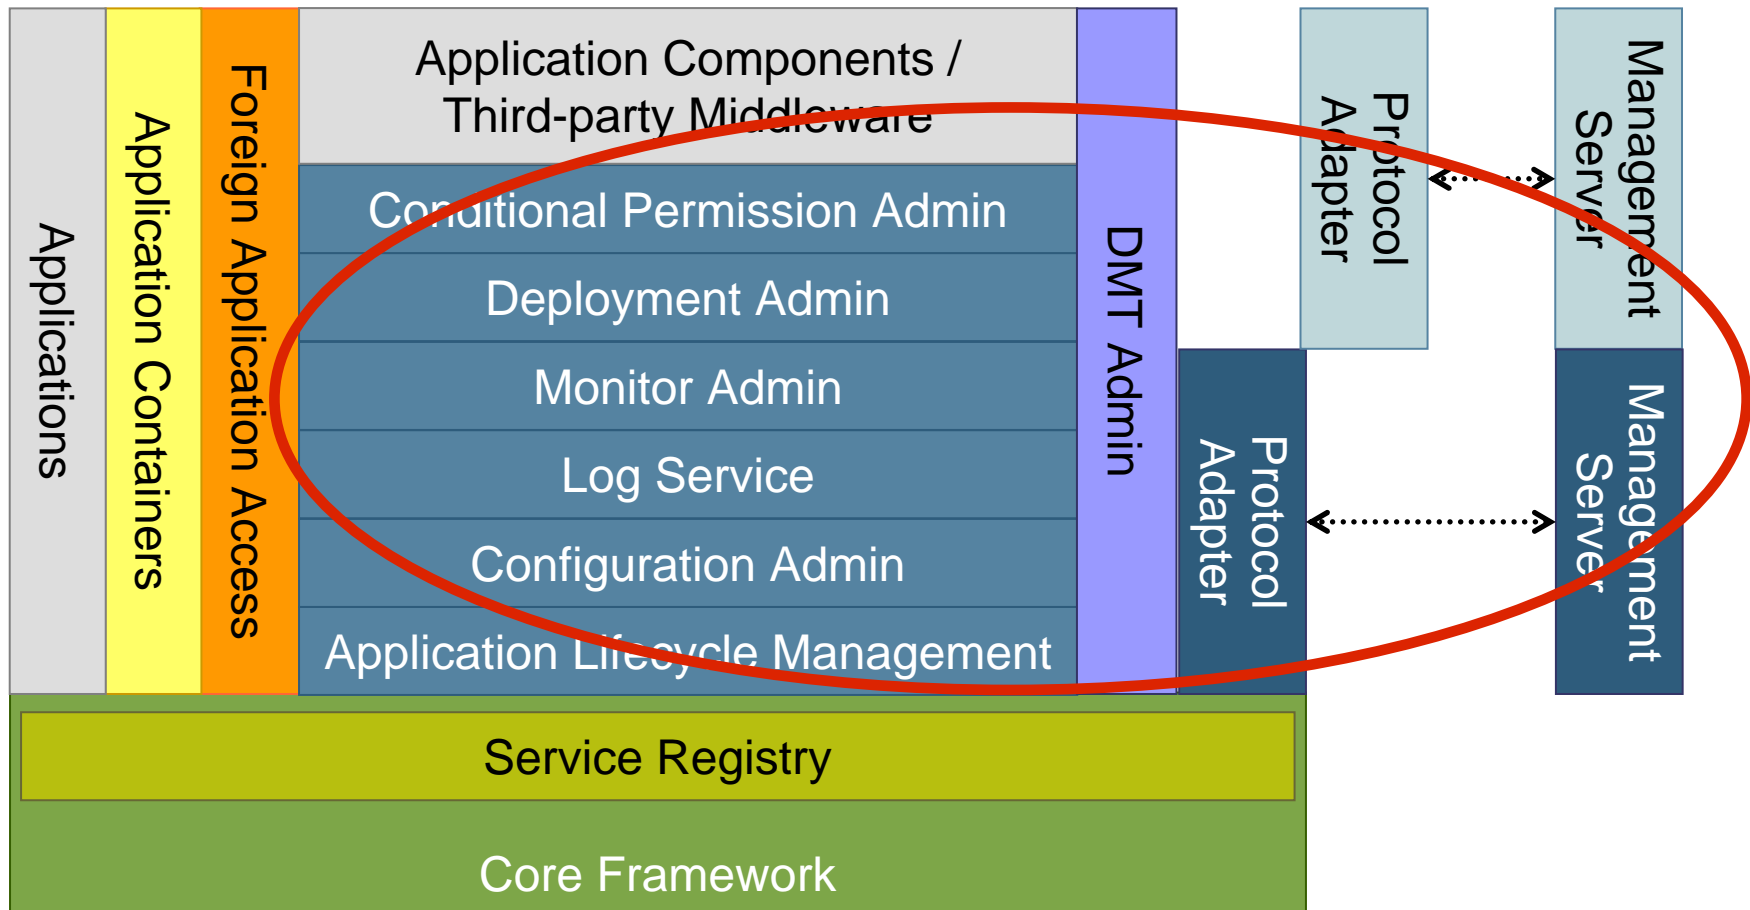 Applications
Application Containers
Foreign Application Access
Application Components /
Third-party Middleware
Conditional Permission Admin
Deployment Admin
Monitor Admin
Log Service
Configuration Admin
Application Lifecycle Management
DMT Admin
Protocol
Adapter
Management
Server
Protocol
Adapter
Management
Server
Service Registry
Core Framework